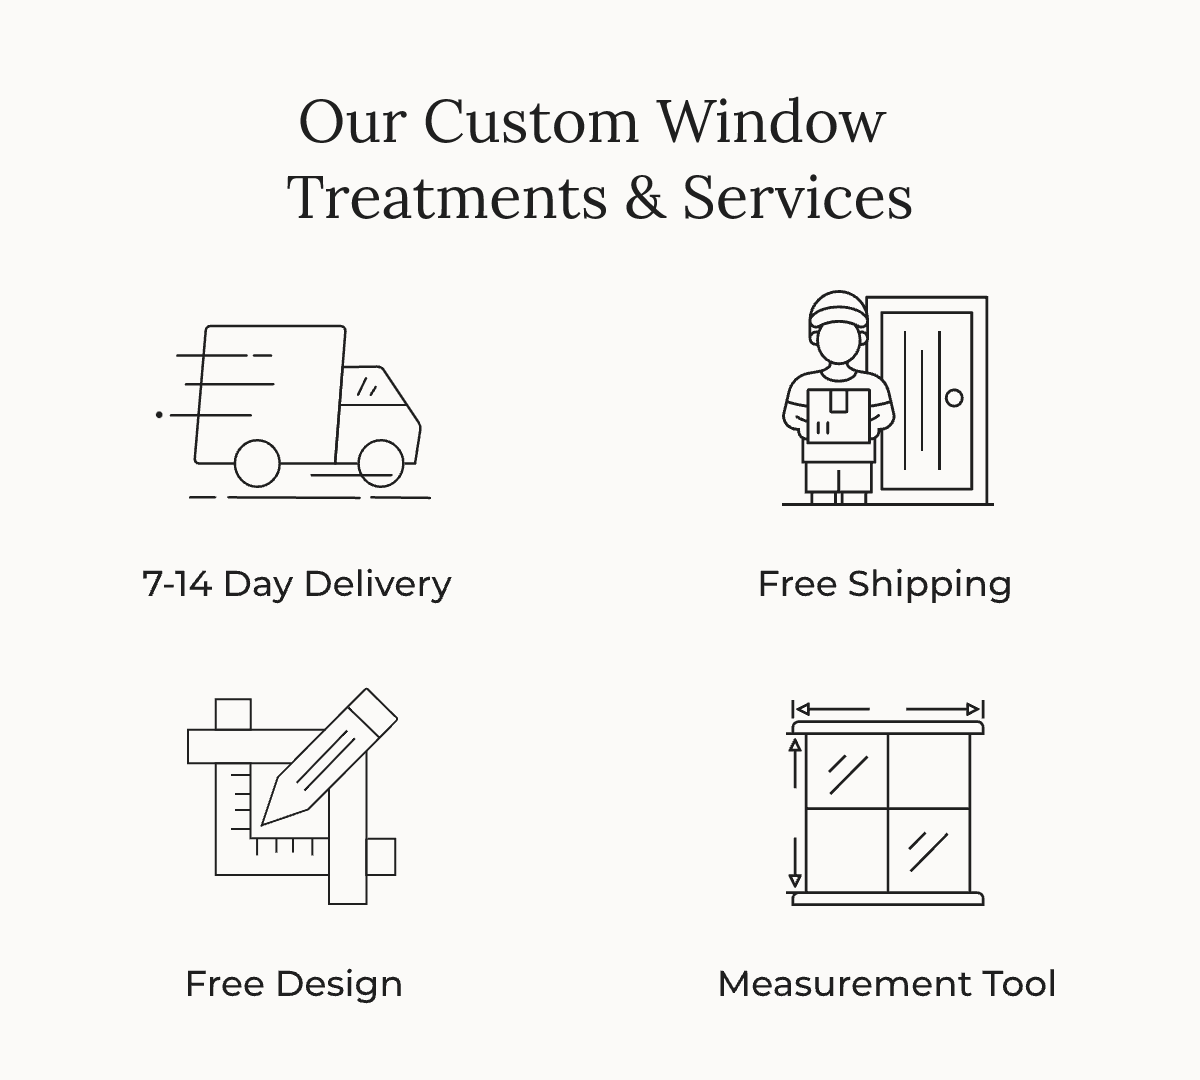 Our Custom Window
Treatments & Services
7-14 Day Delivery
Free Shipping
Free Design
Measurement Tool